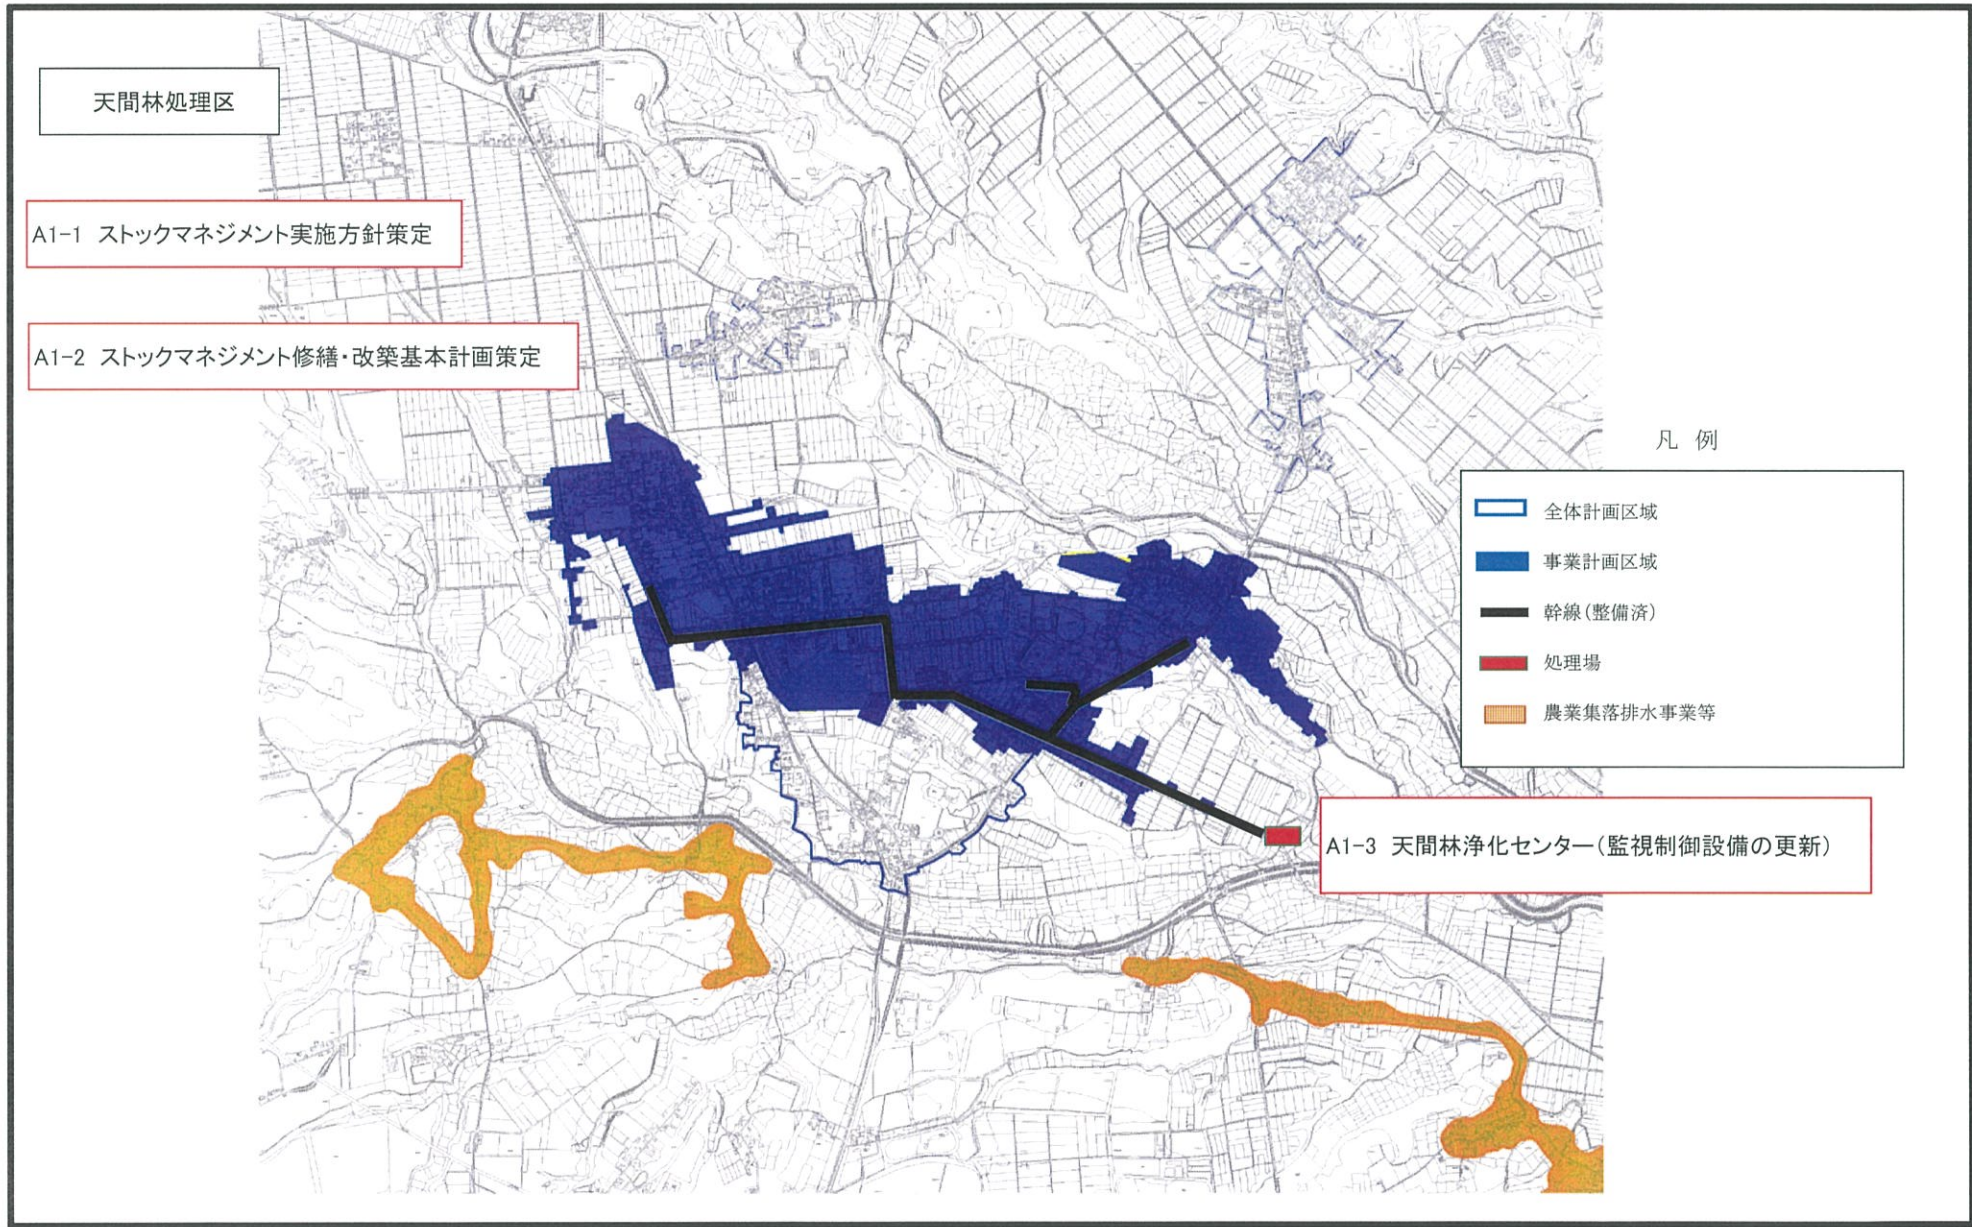 天間林処理区
A1-1 ストックマネジメント実施方針策定
A1-2 ストックマネジメント修繕・改築基本計画策定
凡 例
全体計画区域
事業計画区域
幹線(整備済)
処理場
農業集落排水事業等
A1-3 天間林浄化センター(監視制御設備の更新)